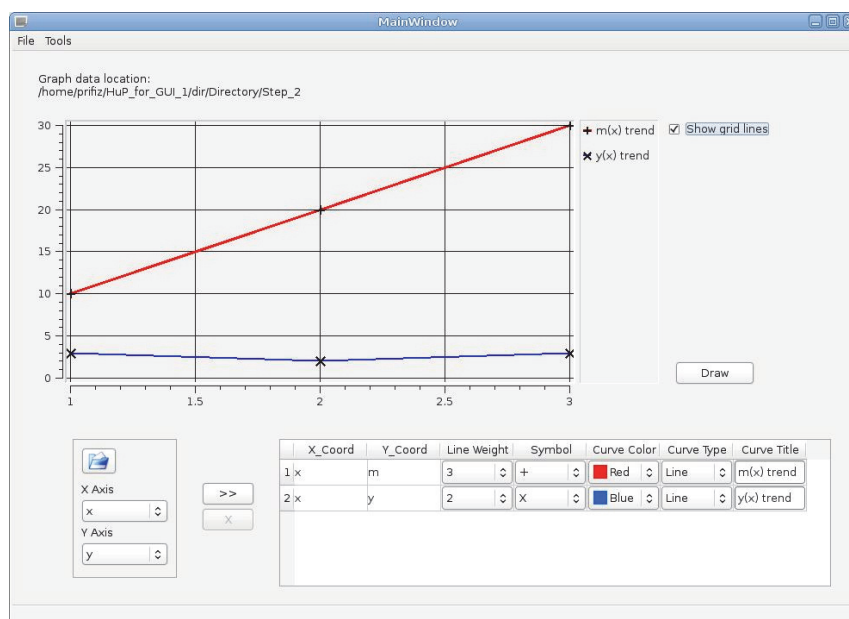 MainWindow
File Tools
Graph data location:
/home/prifiz/HuP_for_GUI_1/dir/Directory/Step_2
30
25
20
15
10
5
0
1 1.5 2 2.5 3
m(x) trend
y(x) trend
Show grid lines
Draw
X Axis
x
Y Axis
y
>>
X
X_Coord Y_Coord Line Weight Symbol Curve Color Curve Type Curve Title
1 x m 3 + Red Line m(x) trend
2 x y 2 X Blue Line y(x) trend